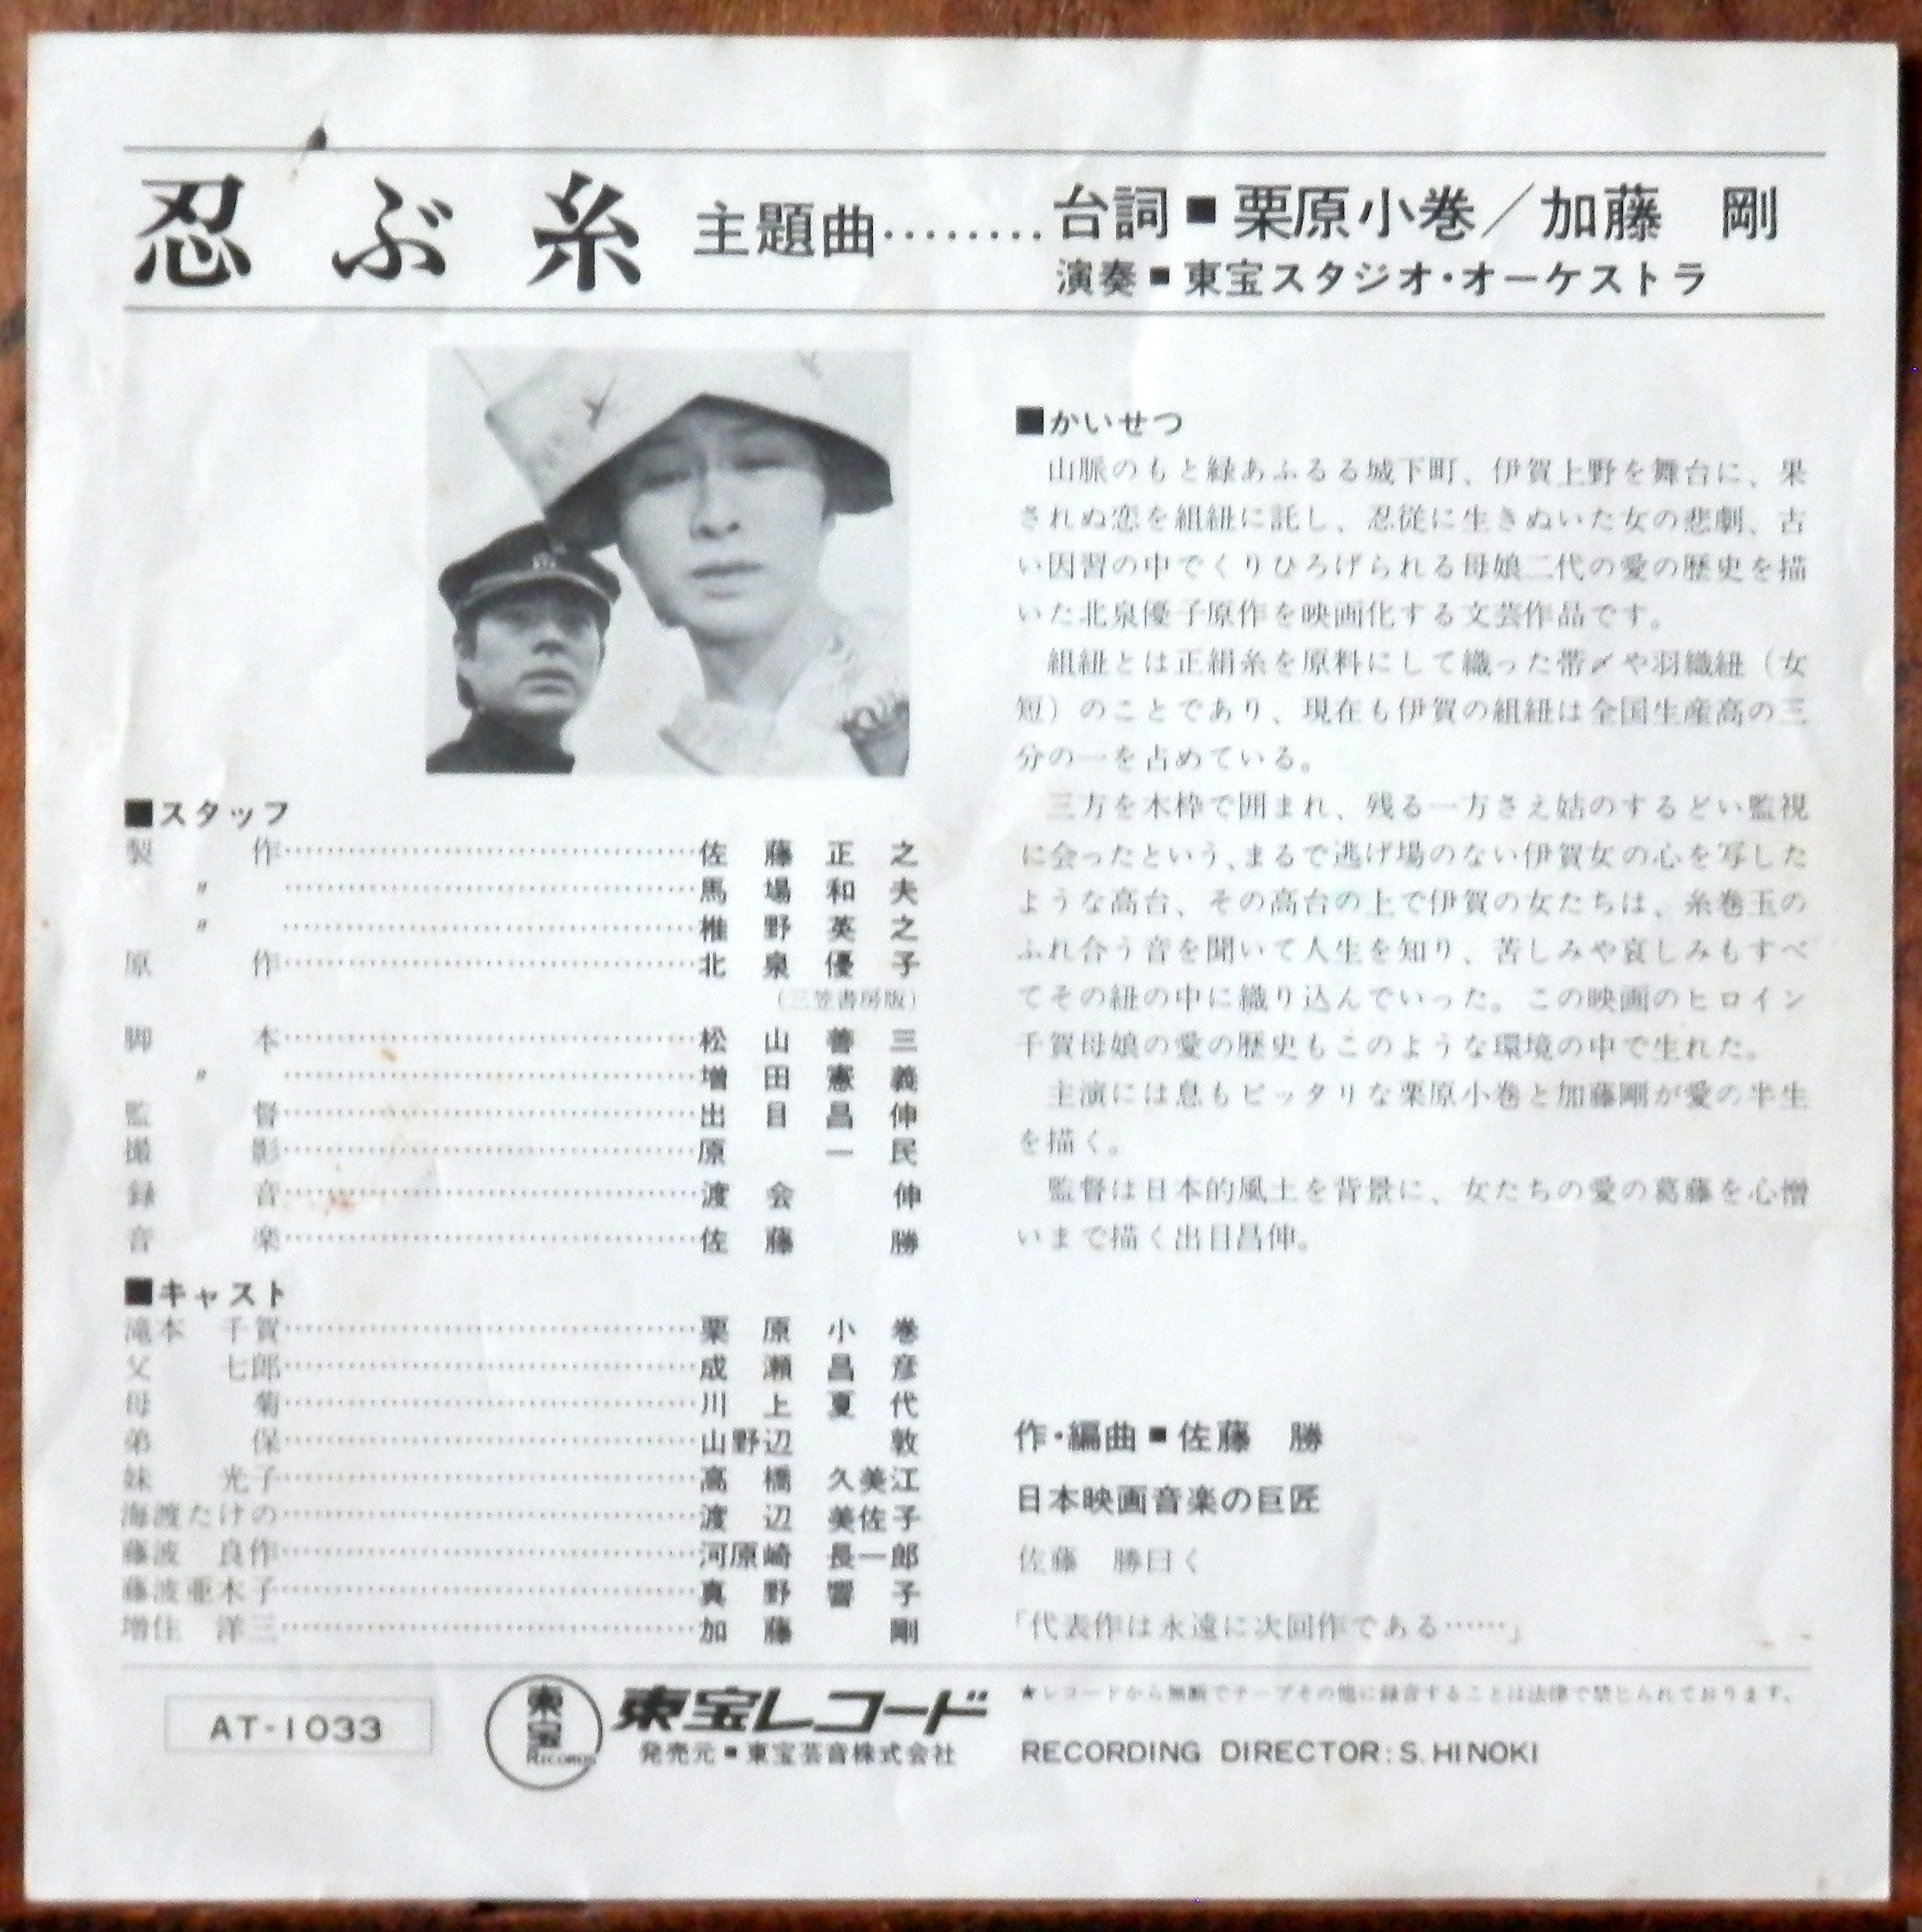 忍ぶ糸 主題曲………台詞■栗原小巻／加藤 剛
演奏■東宝スタジオ・オーケストラ
■スタッフ
製作……佐藤正之
〃……馬場和夫
〃……椎野英之
原作……北泉優子
（三笠書房版）
脚本……松山善三
〃……増田憲義
監督……出目昌伸
撮影……原一民
録音……渡会伸
音楽……佐藤勝
■キャスト
滝本 千賀……栗原小巻
父 七郎……成瀬昌彦
母 菊……川上夏代
弟 保……山野辺 敦
妹 光子……高橋 久美江
海渡たけの……渡辺 美佐子
藤波 良作……河原崎 長一郎
藤波亜木子……真野響子
増住 洋三……加藤 剛
■かいせつ
山脈のもと緑あふるる城下町、伊賀上野を舞台に、果
されぬ恋を組紐に託し、忍従に生きぬいた女の悲劇、古
い因習の中でくりひろげられる母娘二代の愛の歴史を描
いた北泉優子原作を映画化する文芸作品です。
組紐とは正絹糸を原料にして織った帯〆や羽織紐（女
短）のことであり、現在も伊賀の組紐は全国生産高の三
分の一を占めている。
三方を木枠で囲まれ、残る一方さえ姑のするどい監視
に会ったという、まるで逃げ場のない伊賀女の心を写した
ような高台、その高台の上で伊賀の女たちは、糸巻玉の
ふれ合う音を聞いて人生を知り、苦しみや哀しみもすべ
てその紐の中に織り込んでいった。この映画のヒロイン
千賀母娘の愛の歴史もこのような環境の中で生れた。
主演には息もピッタリな栗原小巻と加藤剛が愛の半生
を描く。
監督は日本的風土を背景に、女たちの愛の葛藤を心憎
いまで描く出目昌伸。
作・編曲■佐藤 勝
日本映画音楽の巨匠
佐藤 勝曰く
「代表作は永遠に次回作である……」
AT-1033
東宝
RECORDS
東宝レコード
発売元■東宝芸音株式会社
★レコードから無断でテープその他に録音することは法律で禁じられております。
RECORDING DIRECTOR: S. HINOKI